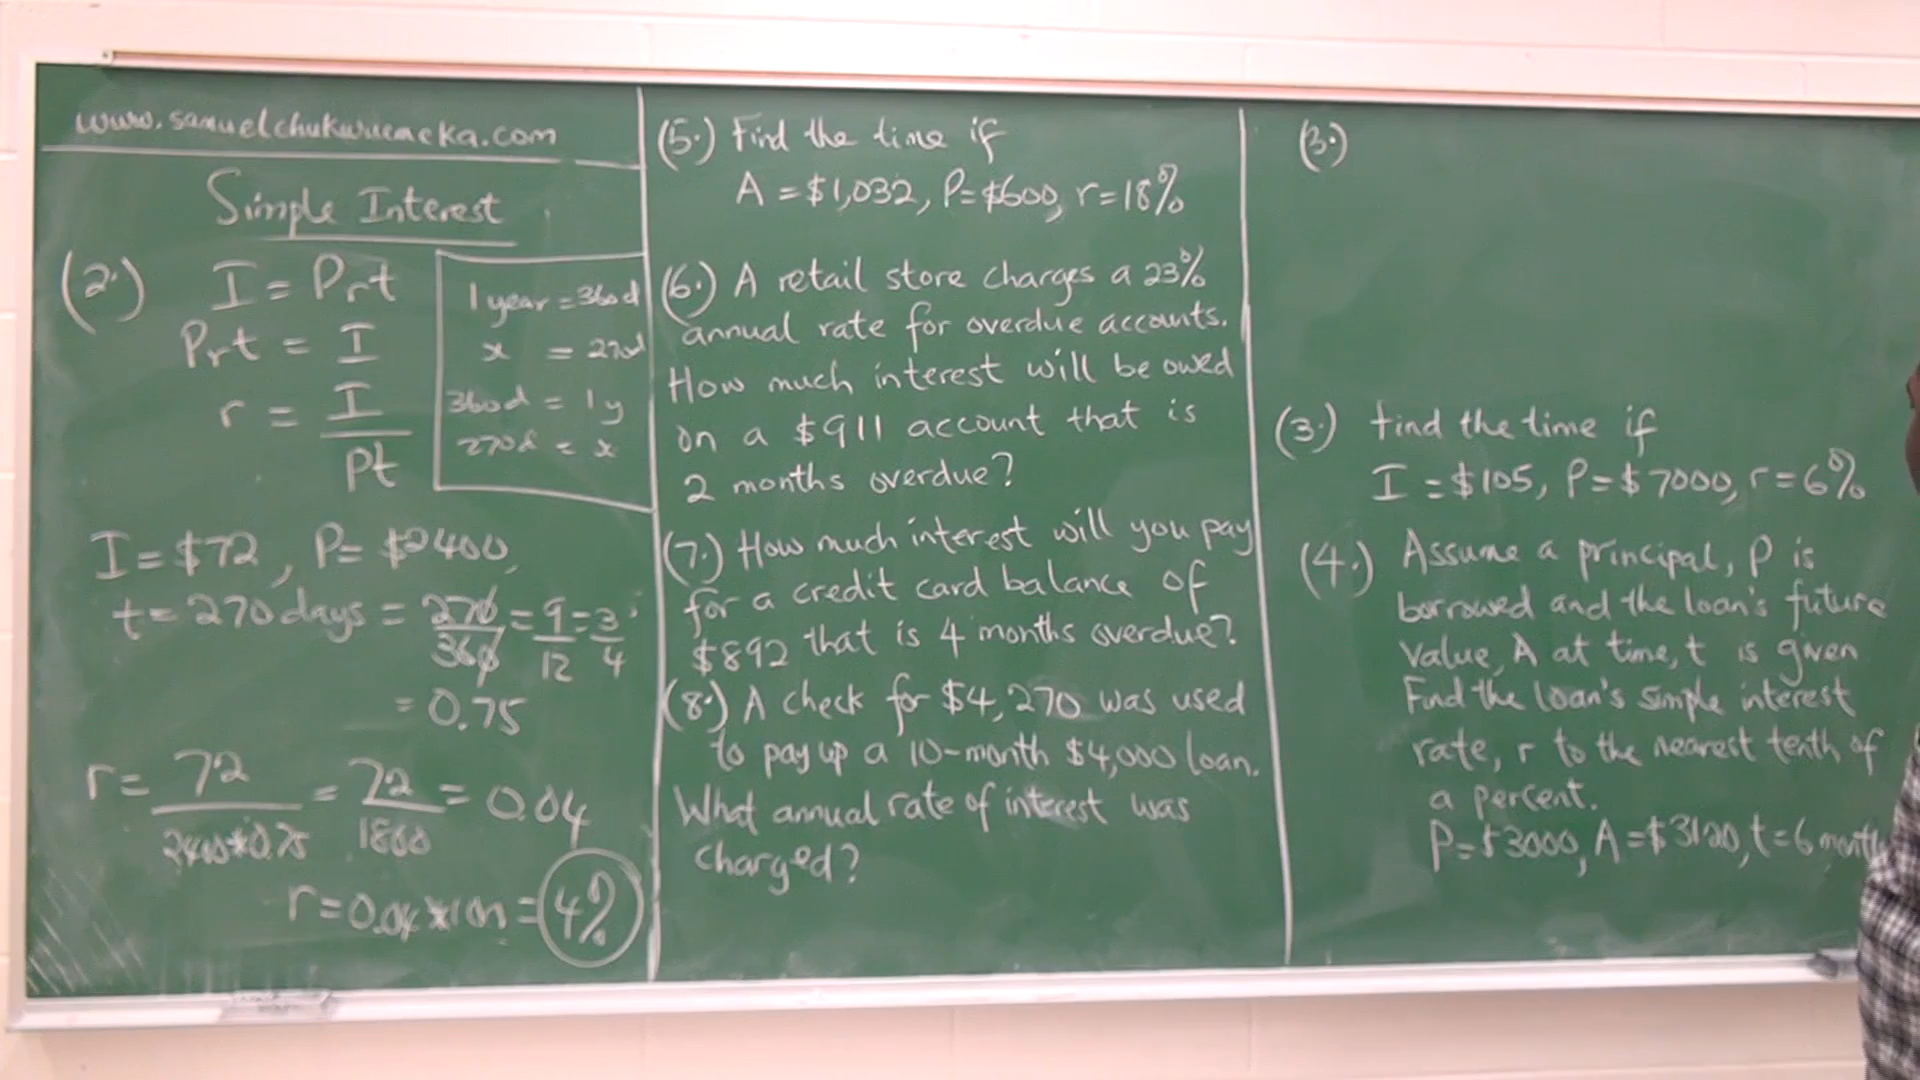 www.samuelchukwuemeka.com
Simple Interest
(2.) I = Prt
Prt = I
r = I
Pt
1 year = 360d
x = 270d
360d = 1y
270d = x
I = $72, P = $2400,
t = 270 days = 270/360 = 9/12 = 3/4
= 0.75
r = 72/2400*0.75 = 72/1800 = 0.04
r = 0.04 * 100 = 4%
(5.) Find the time if
A = $1,032, P = $600, r = 18%
(6.) A retail store charges a 23%
annual rate for overdue accounts.
How much interest will be owed
on a $911 account that is
2 months overdue?
(7.) How much interest will you pay
for a credit card balance of
$892 that is 4 months overdue?
(8.) A check for $4,270 was used
to pay up a 10-month $4,000 loan.
What annual rate of interest was
charged?
(3.)
(3.) Find the time if
I = $105, P = $7000, r = 6%
(4.) Assume a principal, P is
borrowed and the loan's future
value, A at time, t is given
Find the loan's simple interest
rate, r to the nearest tenth of
a percent.
P = $3000, A = $3100, t = 6 month